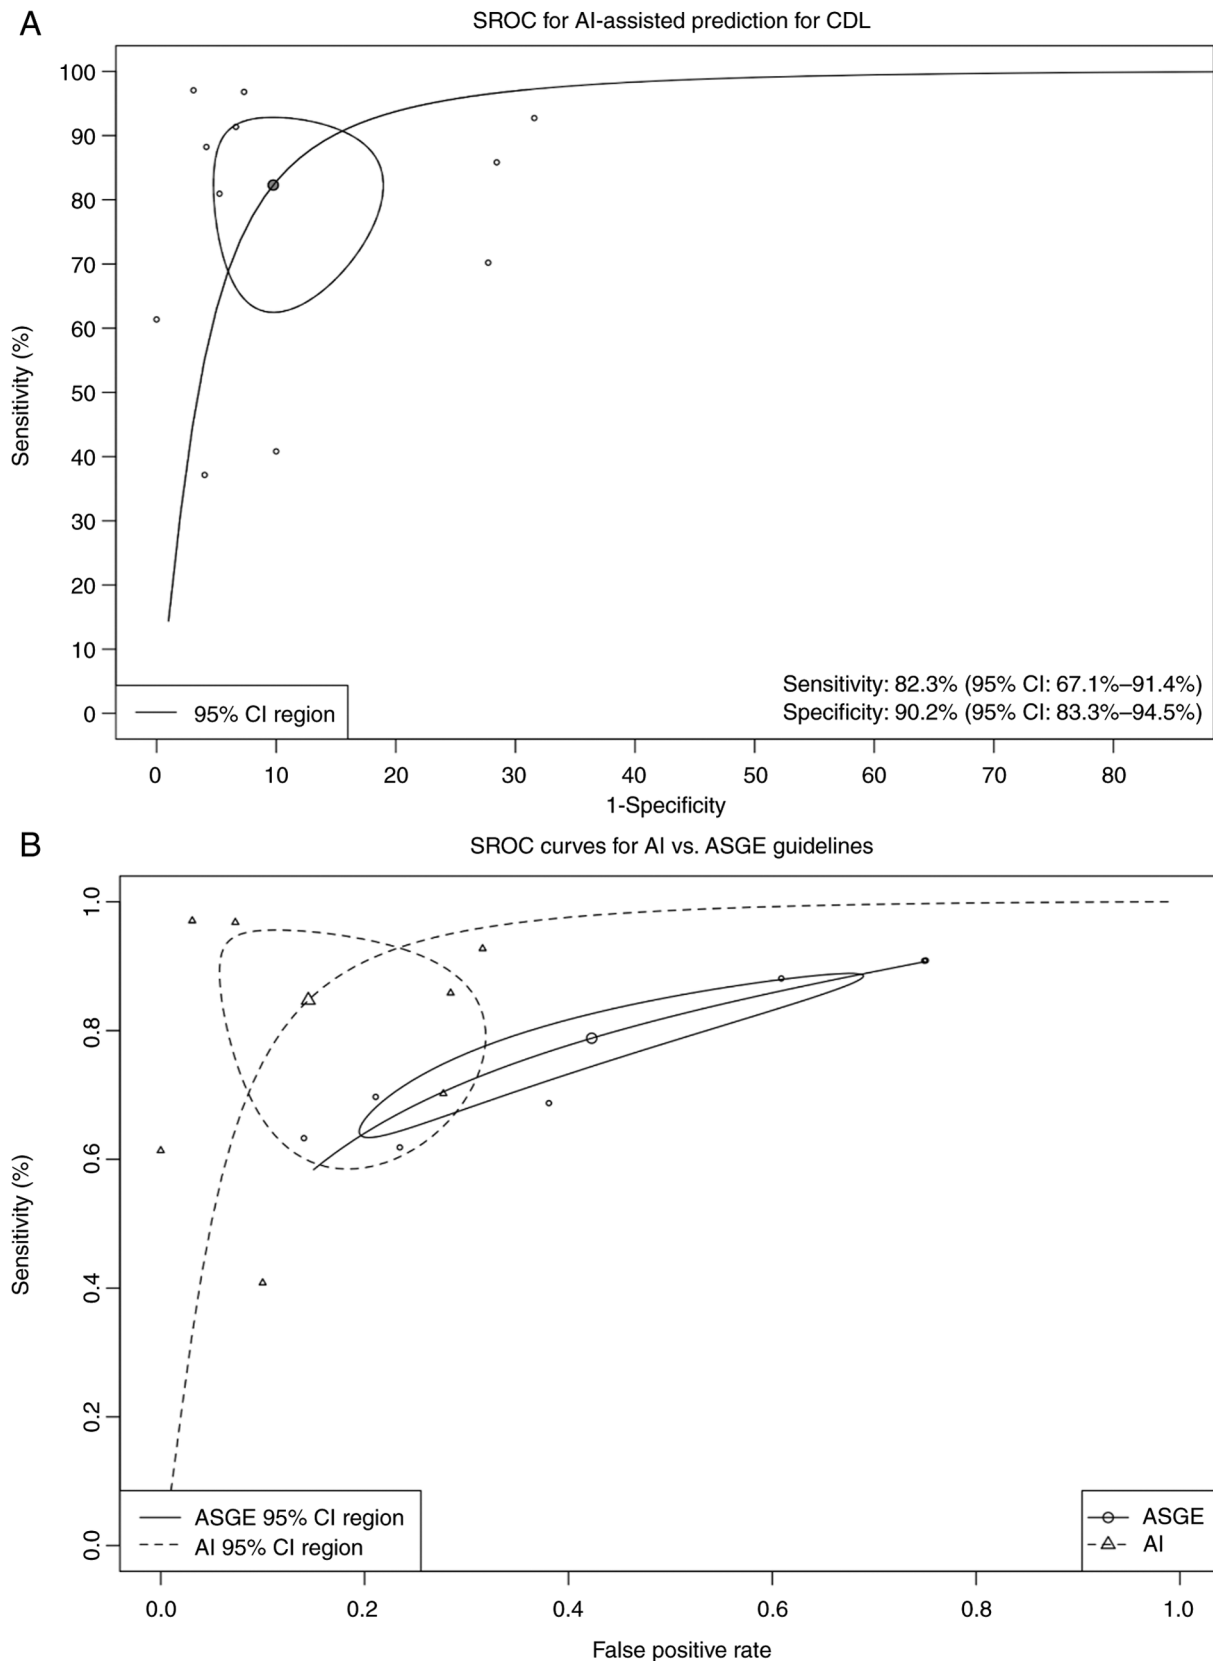 A
SROC for AI-assisted prediction for CDL
100
90
80
70
60
50
40
30
20
10
0
Sensitivity (%)
95% CI region
Sensitivity: 82.3% (95% CI: 67.1%–91.4%)
Specificity: 90.2% (95% CI: 83.3%–94.5%)
0 10 20 30 40 50 60 70 80
1-Specificity
B
SROC curves for AI vs. ASGE guidelines
1.0
0.8
0.6
0.4
0.2
0.0
Sensitivity (%)
ASGE 95% CI region
AI 95% CI region
ASGE
AI
0.0 0.2 0.4 0.6 0.8 1.0
False positive rate